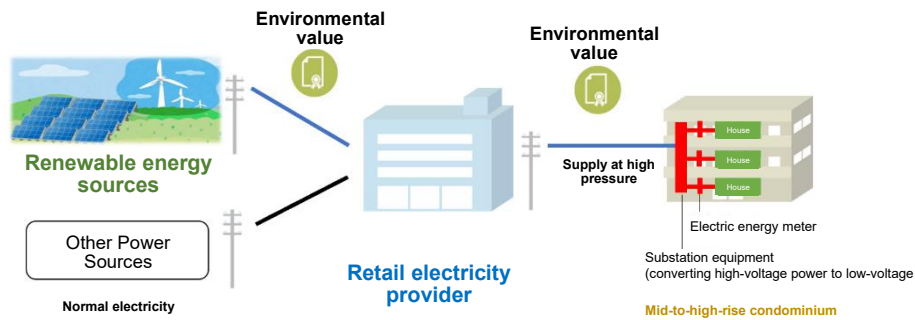 Environmental
value
Environmental
value
Renewable energy
sources
Other Power
Sources
Normal electricity
Retail electricity
provider
Supply at high
pressure
House
House
House
Electric energy meter
Substation equipment
(converting high-voltage power to low-voltage
Mid-to-high-rise condominium